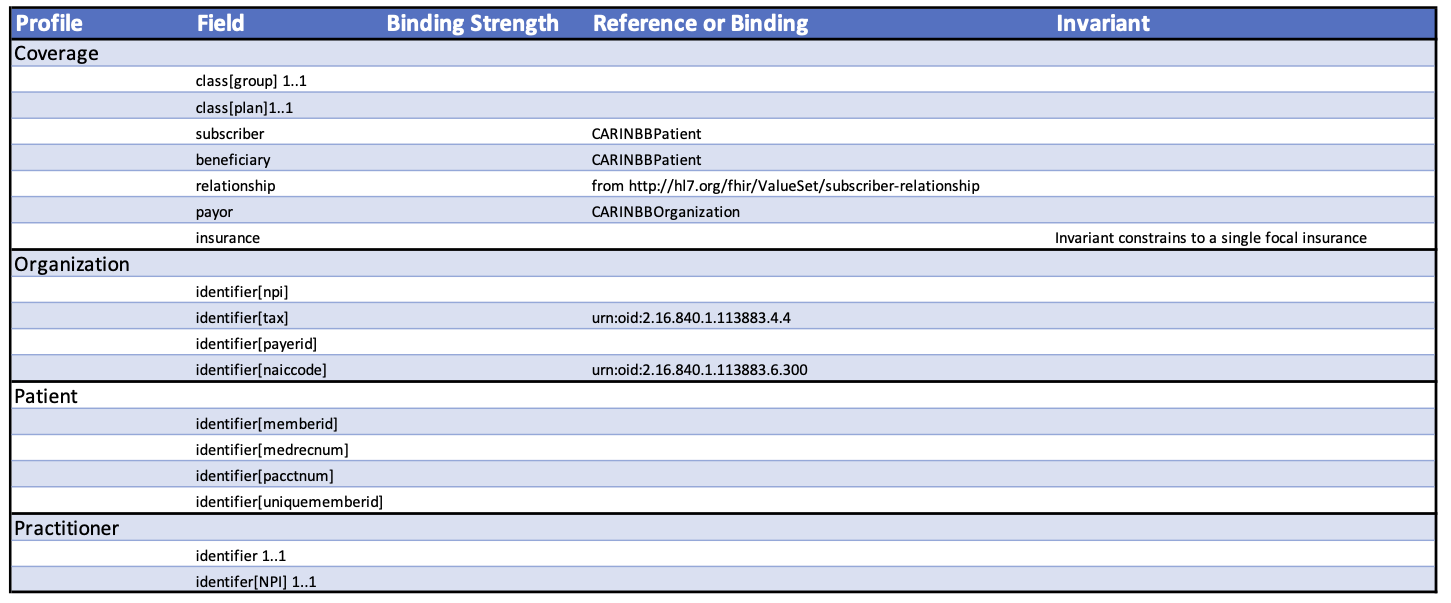 Profile Field Binding Strength Reference or Binding Invariant
Coverage
class[group] 1..1
class[plan]1..1
subscriber CARINBBPatient
beneficiary CARINBBPatient
relationship from http://hl7.org/fhir/ValueSet/subscriber-relationship
payor CARINBBOrganization
insurance Invariant constrains to a single focal insurance
Organization
identifier[npi]
identifier[tax] urn:oid:2.16.840.1.113883.4.4
identifier[payerid]
identifier[naiccode] urn:oid:2.16.840.1.113883.6.300
Patient
identifier[memberid]
identifier[medrecnum]
identifier[pacctnum]
identifier[uniquememberid]
Practitioner
identifier 1..1
identifer[NPI] 1..1